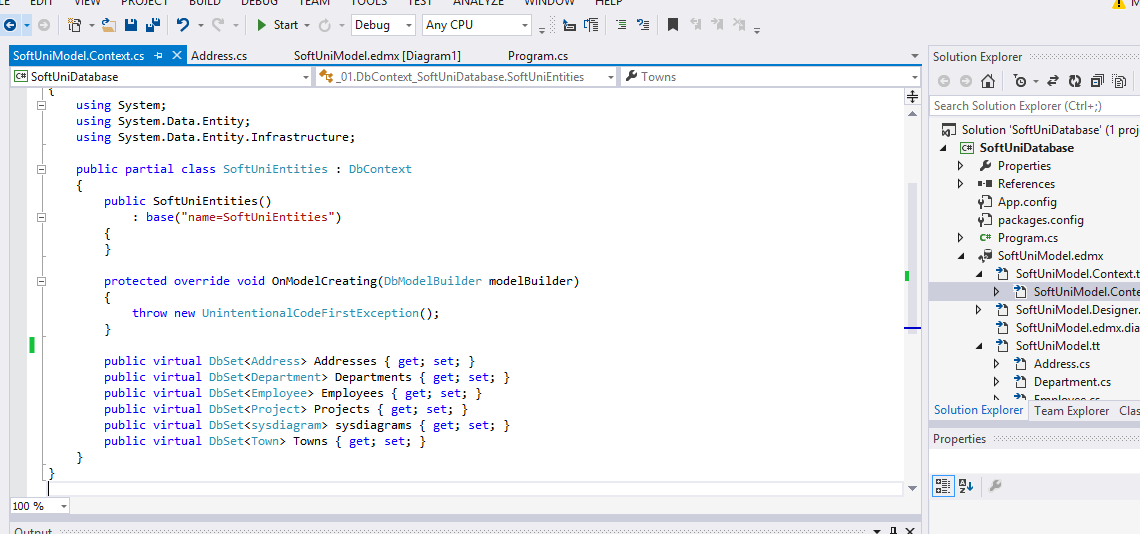 LE EDIT VIEW PROJECT BUILD DEBUG TEAM TOOLS TEST ANALYZE WINDOW HELP
Start Debug Any CPU
SoftUniModel.Context.cs Address.cs SoftUniModel.edmx [Diagram1] Program.cs
SoftUniDatabase _01.DbContext_SoftUniDatabase.SoftUniEntities Towns
{
using System;
using System.Data.Entity;
using System.Data.Entity.Infrastructure;
public partial class SoftUniEntities : DbContext
{
public SoftUniEntities()
: base("name=SoftUniEntities")
{
}
protected override void OnModelCreating(DbModelBuilder modelBuilder)
{
throw new UnintentionalCodeFirstException();
}
public virtual DbSet<Address> Addresses { get; set; }
public virtual DbSet<Department> Departments { get; set; }
public virtual DbSet<Employee> Employees { get; set; }
public virtual DbSet<Project> Projects { get; set; }
public virtual DbSet<sysdiagram> sysdiagrams { get; set; }
public virtual DbSet<Town> Towns { get; set; }
}
}
100 %
Output
Solution Explorer
Search Solution Explorer (Ctrl+;)
Solution 'SoftUniDatabase' (1 proj
C# SoftUniDatabase
Properties
References
App.config
packages.config
C# Program.cs
SoftUniModel.edmx
SoftUniModel.Context.t
SoftUniModel.Conte
SoftUniModel.Designer.
SoftUniModel.edmx.dia
SoftUniModel.tt
Address.cs
Department.cs
Employee.cs
Solution Explorer Team Explorer Clas
Properties